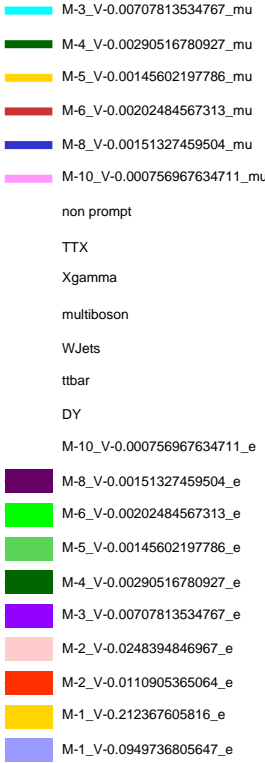 M-3_V-0.00707813534767_mu
M-4_V-0.00290516780927_mu
M-5_V-0.00145602197786_mu
M-6_V-0.00202484567313_mu
M-8_V-0.00151327459504_mu
M-10_V-0.000756967634711_mu
non prompt
TTX
Xgamma
multiboson
WJets
ttbar
DY
M-10_V-0.000756967634711_e
M-8_V-0.00151327459504_e
M-6_V-0.00202484567313_e
M-5_V-0.00145602197786_e
M-4_V-0.00290516780927_e
M-3_V-0.00707813534767_e
M-2_V-0.0248394846967_e
M-2_V-0.0110905365064_e
M-1_V-0.212367605816_e
M-1_V-0.0949736805647_e